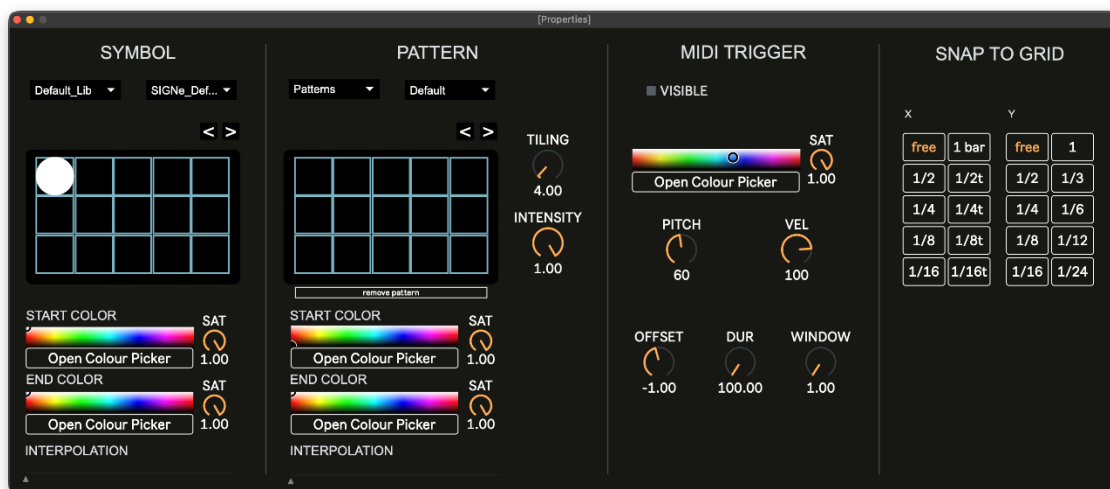 [Properties]
SYMBOL
Default_Lib
SIGNe_Def...
< >
START COLOR
SAT
Open Colour Picker
1.00
END COLOR
SAT
Open Colour Picker
1.00
INTERPOLATION
PATTERN
Patterns
Default
< >
TILING
4.00
INTENSITY
1.00
remove pattern
START COLOR
SAT
Open Colour Picker
1.00
END COLOR
SAT
Open Colour Picker
1.00
INTERPOLATION
MIDI TRIGGER
VISIBLE
SAT
Open Colour Picker
1.00
PITCH
60
VEL
100
OFFSET
-1.00
DUR
100.00
WINDOW
1.00
SNAP TO GRID
X Y
free 1 bar free 1
1/2 1/2t 1/2 1/3
1/4 1/4t 1/4 1/6
1/8 1/8t 1/8 1/12
1/16 1/16t 1/16 1/24